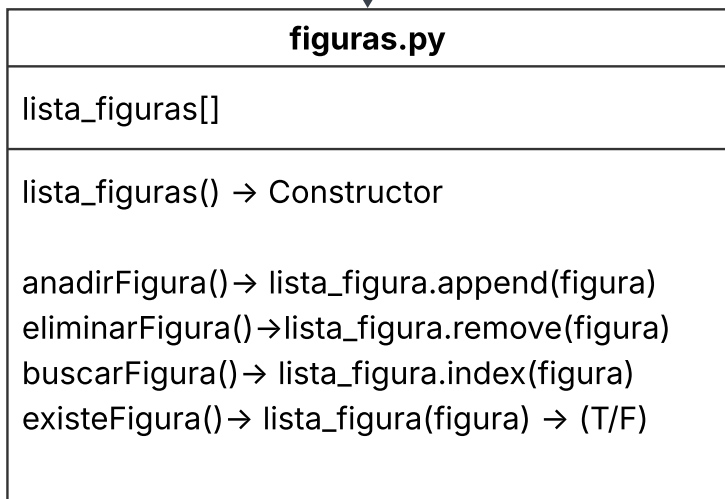 figuras.py
lista_figuras[]
lista_figuras() → Constructor
anadirFigura()→ lista_figura.append(figura)
eliminarFigura()→lista_figura.remove(figura)
buscarFigura()→ lista_figura.index(figura)
existeFigura()→ lista_figura(figura) → (T/F)